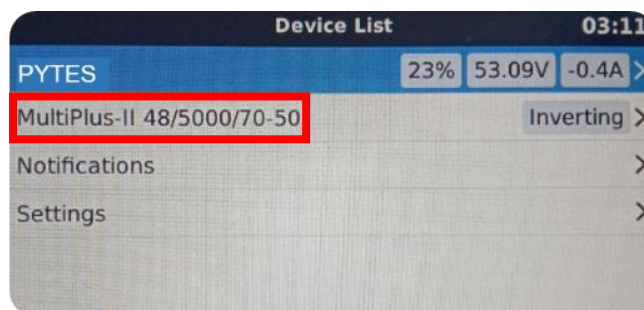 Device List 03:11
PYTES 23% 53.09V -0.4A >
MultiPlus-II 48/5000/70-50 Inverting >
Notifications >
Settings >